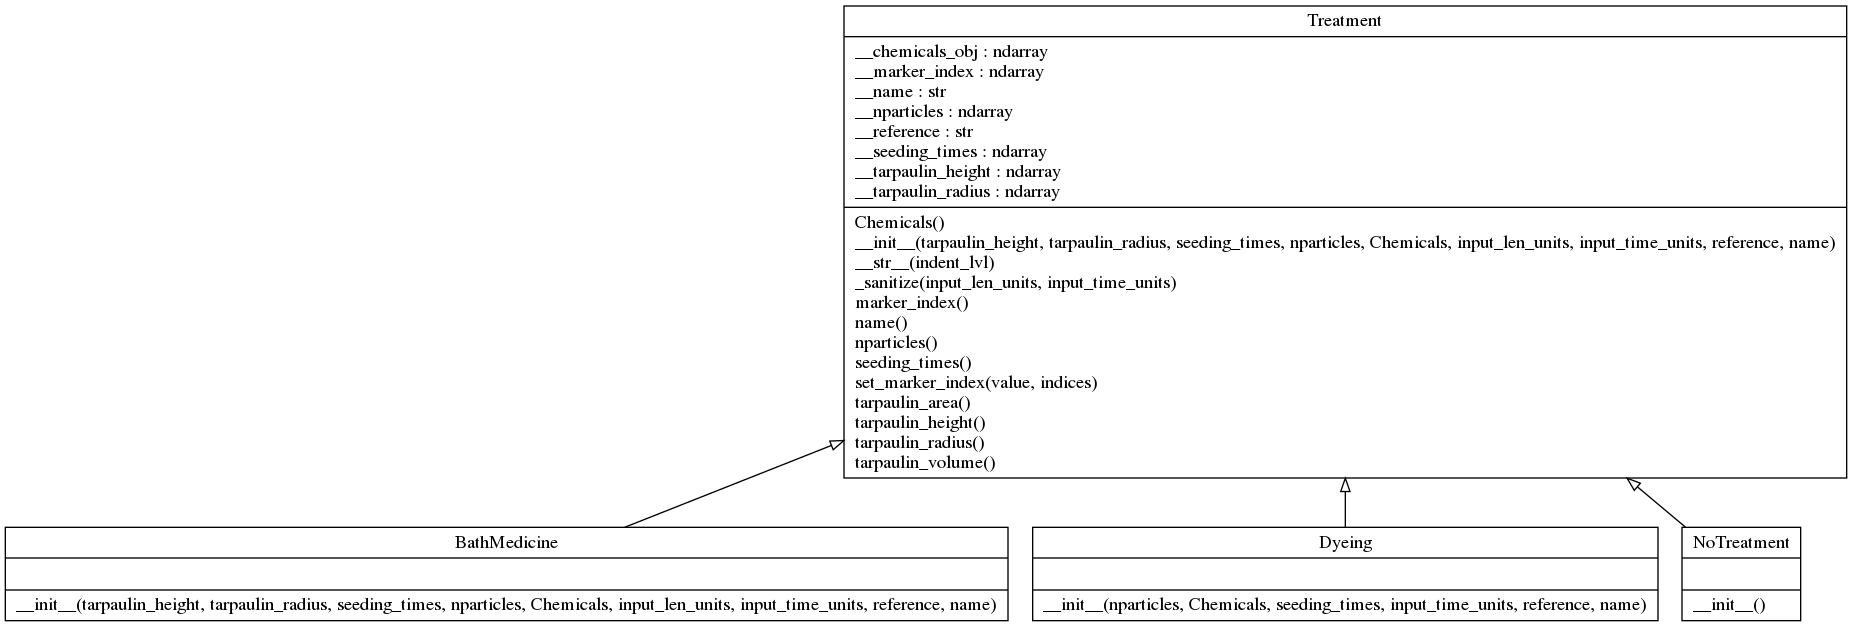 Treatment
__chemicals_obj : ndarray
__marker_index : ndarray
__name : str
__nparticles : ndarray
__reference : str
__seeding_times : ndarray
__tarpaulin_height : ndarray
__tarpaulin_radius : ndarray
Chemicals()
__init__(tarpaulin_height, tarpaulin_radius, seeding_times, nparticles, Chemicals, input_len_units, input_time_units, reference, name)
__str__(indent_lvl)
_sanitize(input_len_units, input_time_units)
marker_index()
name()
nparticles()
seeding_times()
set_marker_index(value, indices)
tarpaulin_area()
tarpaulin_height()
tarpaulin_radius()
tarpaulin_volume()
BathMedicine
__init__(tarpaulin_height, tarpaulin_radius, seeding_times, nparticles, Chemicals, input_len_units, input_time_units, reference, name)
Dyeing
__init__(nparticles, Chemicals, seeding_times, input_time_units, reference, name)
NoTreatment
__init__()